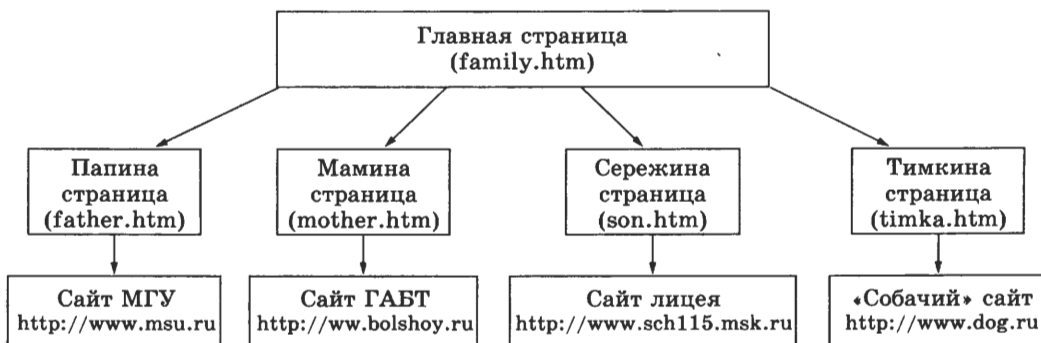 Главная страница
(family.htm)
Папина
страница
(father.htm)
Мамина
страница
(mother.htm)
Сережина
страница
(son.htm)
Тимкина
страница
(timka.htm)
Сайт МГУ
http://www.msu.ru
Сайт ГАБТ
http://ww.bolshoy.ru
Сайт лицея
http://www.sch115.msk.ru
«Собачий» сайт
http://www.dog.ru